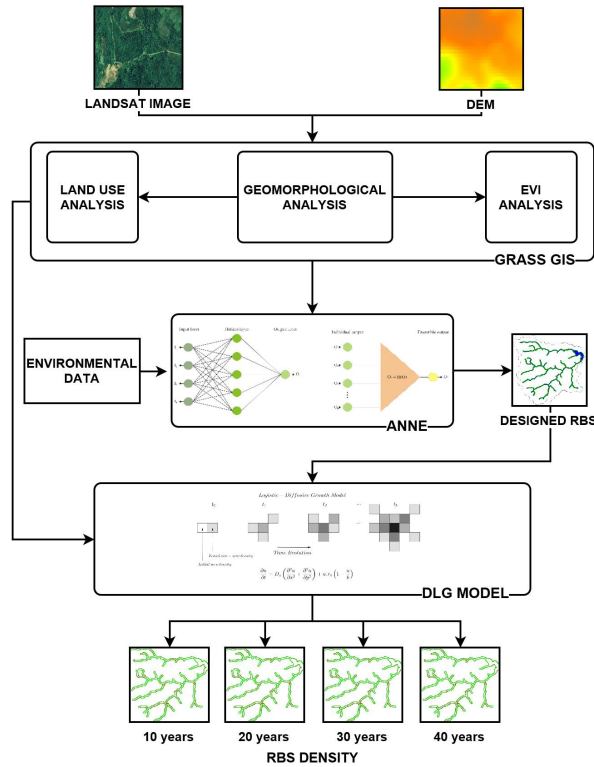 LANDSAT IMAGE
DEM
LAND USE
ANALYSIS
GEOMORPHOLOGICAL
ANALYSIS
EVI
ANALYSIS
GRASS GIS
ENVIRONMENTAL
DATA
Input layer
Hidden layer
Output layer
Individual output
Ensemble output
ANNE
DESIGNED RBS
Logistic - Diffusive Growth Model
Time Evolution
DLG MODEL
10 years
20 years
30 years
40 years
RBS DENSITY